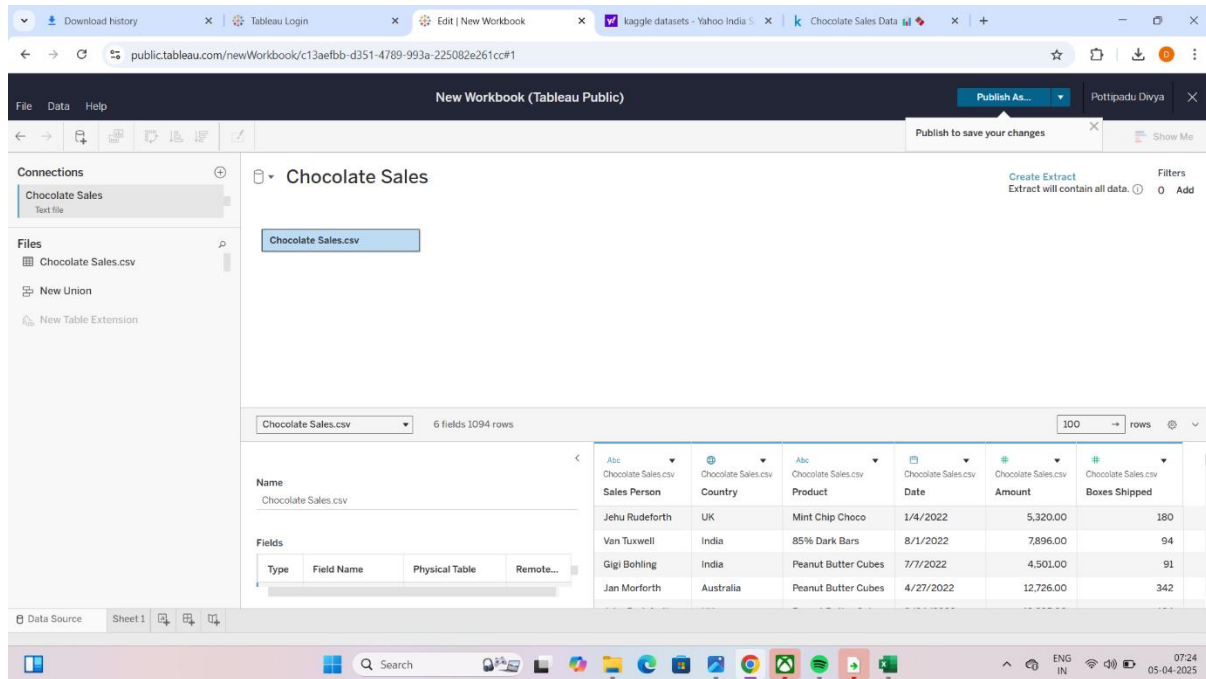 Download history
Tableau Login
Edit | New Workbook
kaggle datasets - Yahoo India S
Chocolate Sales Data
public.tableau.com/newWorkbook/c13aefbb-d351-4789-993a-225082e261cc#1
D
File Data Help
New Workbook (Tableau Public)
Publish As...
Pottipadu Divya
Publish to save your changes
Show Me
Connections
Chocolate Sales
Text file
Files
Chocolate Sales.csv
New Union
New Table Extension
Chocolate Sales
Create Extract
Extract will contain all data.
Filters
0 Add
Chocolate Sales.csv
Chocolate Sales.csv
6 fields 1094 rows
100 → rows
Name
Chocolate Sales.csv
Fields
Type Field Name Physical Table Remote...
Abc Abc # #
Chocolate Sales.csv Chocolate Sales.csv Chocolate Sales.csv Chocolate Sales.csv Chocolate Sales.csv Chocolate Sales.csv
Sales Person Country Product Date Amount Boxes Shipped
Jehu Rudeforth UK Mint Chip Choco 1/4/2022 5,320.00 180
Van Tuxwell India 85% Dark Bars 8/1/2022 7,896.00 94
Gigi Bohling India Peanut Butter Cubes 7/7/2022 4,501.00 91
Jan Morforth Australia Peanut Butter Cubes 4/27/2022 12,726.00 342
Data Source Sheet 1
Search
ENG
IN
07:24
05-04-2025